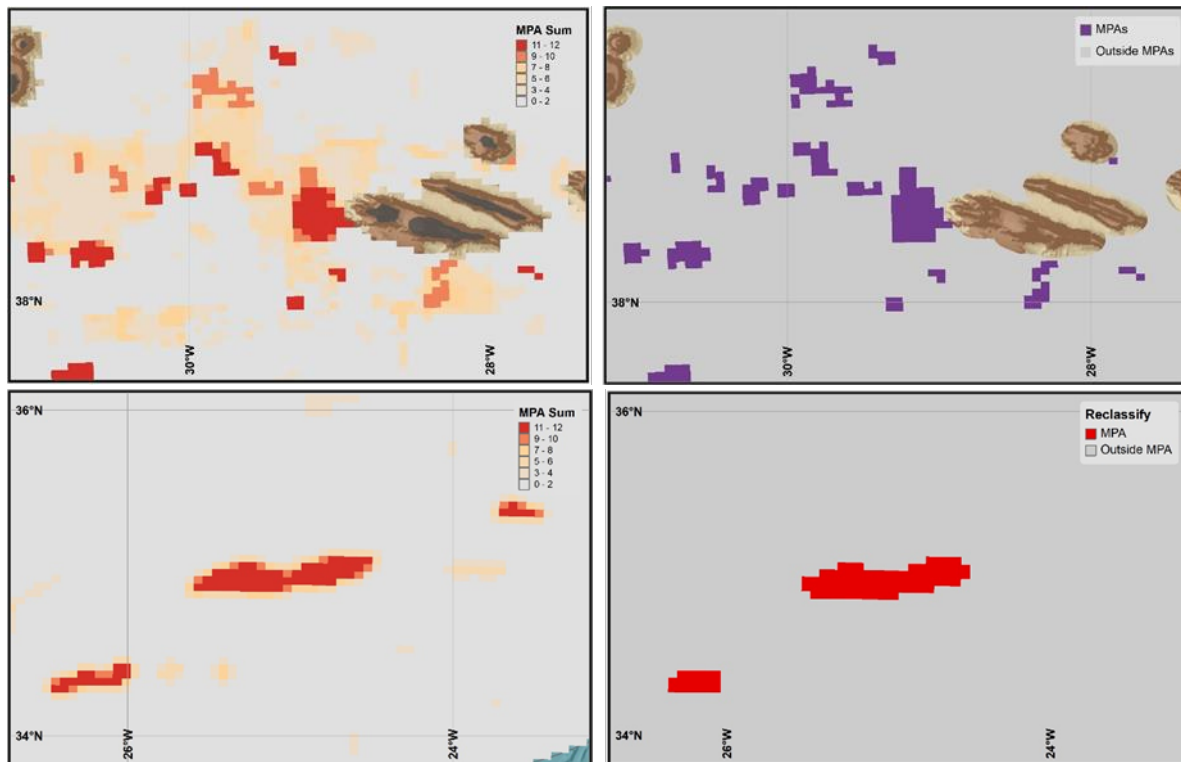 MPA Sum
11 - 12
9 - 10
7 - 8
5 - 6
3 - 4
0 - 2
38°N
30°W
28°W
MPAs
Outside MPAs
38°N
30°W
28°W
36°N
MPA Sum
11 - 12
9 - 10
7 - 8
5 - 6
3 - 4
0 - 2
34°N
26°W
24°W
36°N
Reclassify
MPA
Outside MPA
34°N
26°W
24°W